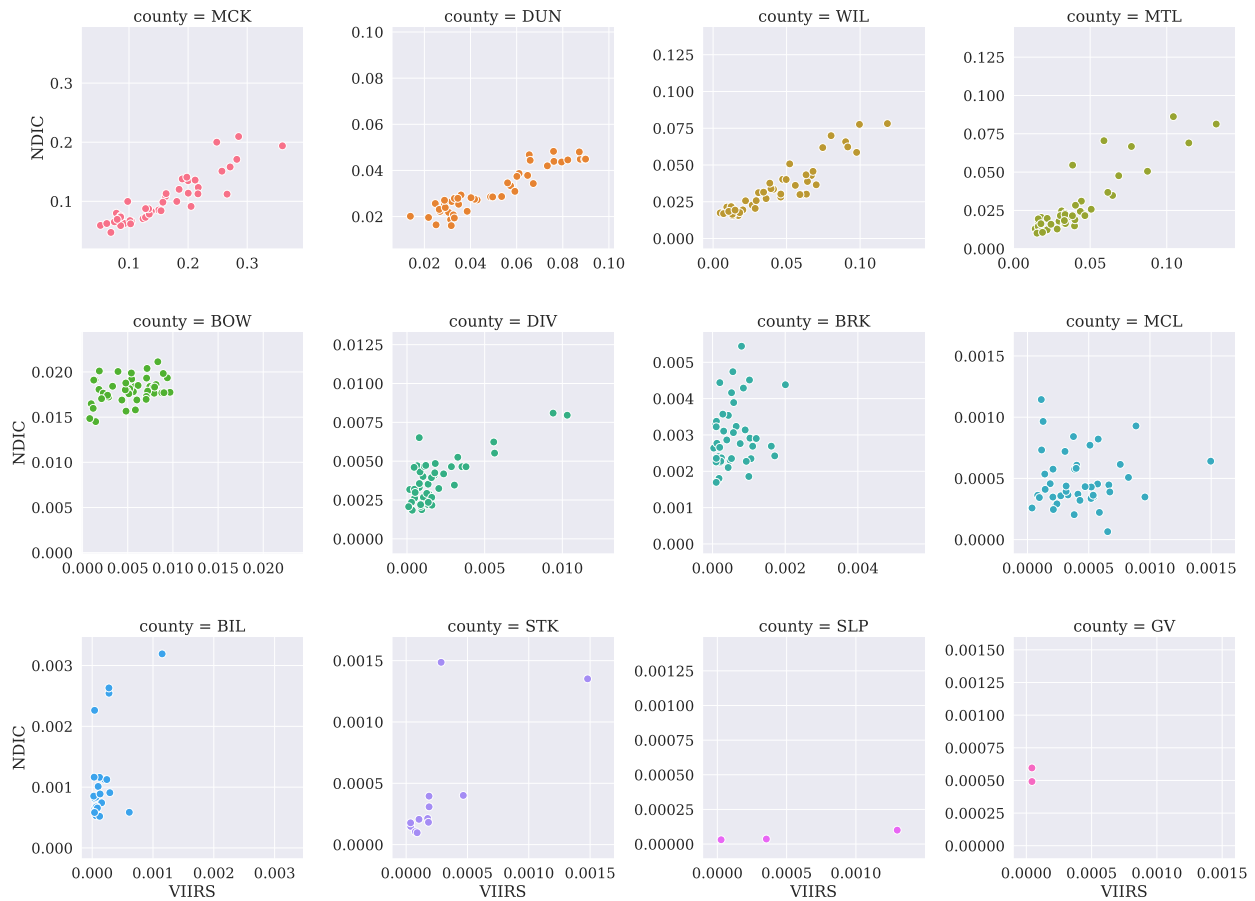 county = MCK
county = DUN
county = WIL
county = MTL
NDIC
0.3
0.2
0.1
0.1 0.2 0.3
0.10
0.08
0.06
0.04
0.02
0.02 0.04 0.06 0.08 0.10
0.125
0.100
0.075
0.050
0.025
0.000
0.00 0.05 0.10
0.125
0.100
0.075
0.050
0.025
0.000
0.00 0.05 0.10
county = BOW
county = DIV
county = BRK
county = MCL
NDIC
0.020
0.015
0.010
0.005
0.000
0.000 0.005 0.010 0.015 0.020
0.0125
0.0100
0.0075
0.0050
0.0025
0.0000
0.000 0.005 0.010
0.005
0.004
0.003
0.002
0.001
0.000
0.000 0.002 0.004
0.0015
0.0010
0.0005
0.0000
0.0000 0.0005 0.0010 0.0015
county = BIL
county = STK
county = SLP
county = GV
NDIC
0.003
0.002
0.001
0.000
0.000 0.001 0.002 0.003
VIIRS
0.0015
0.0010
0.0005
0.0000
0.0000 0.0005 0.0010 0.0015
VIIRS
0.00125
0.00100
0.00075
0.00050
0.00025
0.00000
0.0000 0.0005 0.0010
VIIRS
0.00150
0.00125
0.00100
0.00075
0.00050
0.00025
0.00000
0.0000 0.0005 0.0010 0.0015
VIIRS